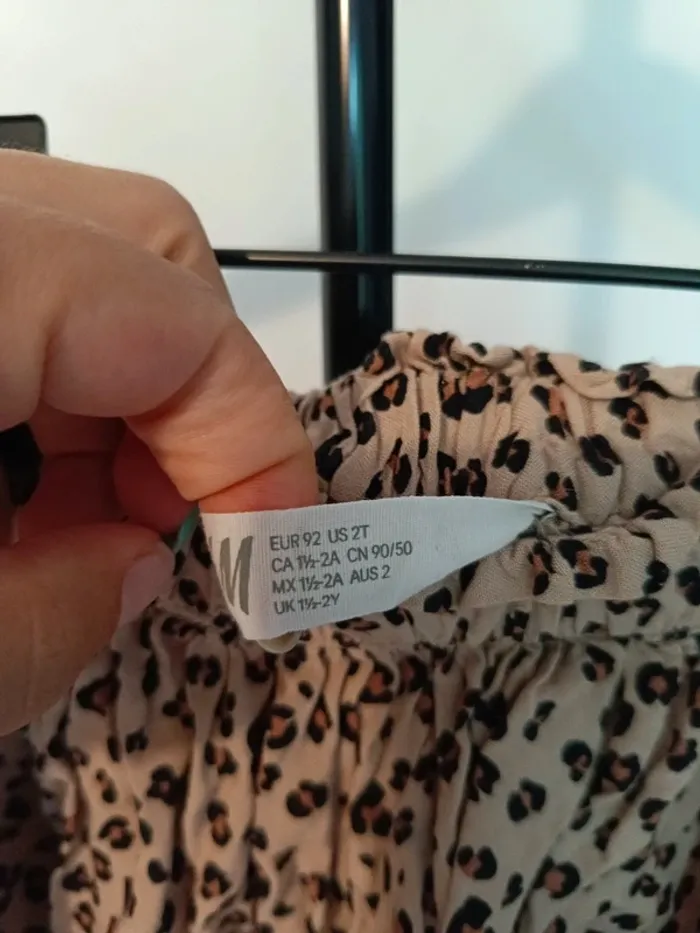 M
EUR 92 US 2T
CA 1½-2A CN 90/50
MX 1½-2A AUS 2
UK 1½-2Y